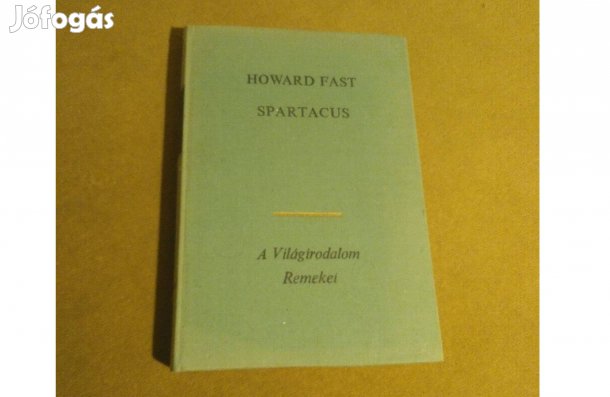 Jófogás
HOWARD FAST
SPARTACUS
A Világirodalom
Remekei